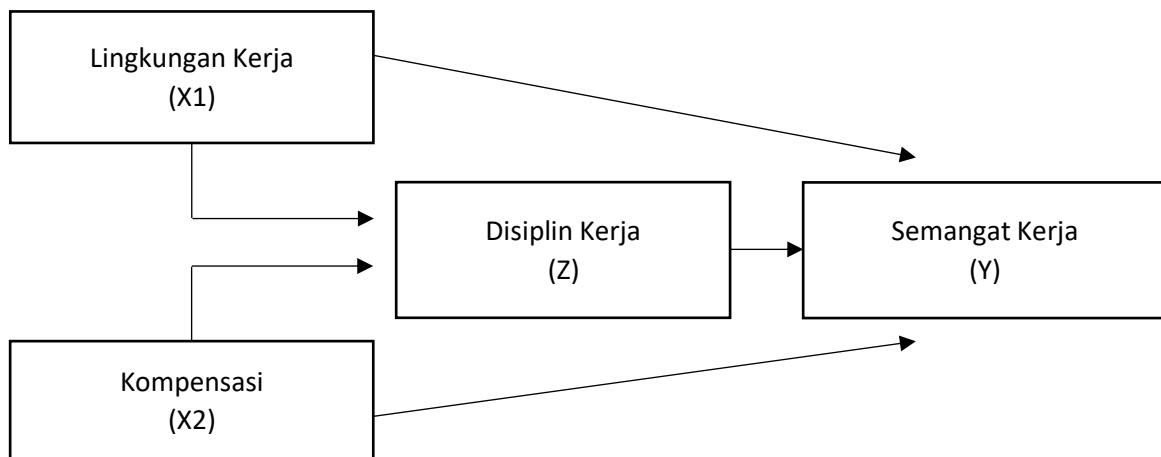 Lingkungan Kerja
(X1)
Disiplin Kerja
(Z)
Semangat Kerja
(Y)
Kompensasi
(X2)